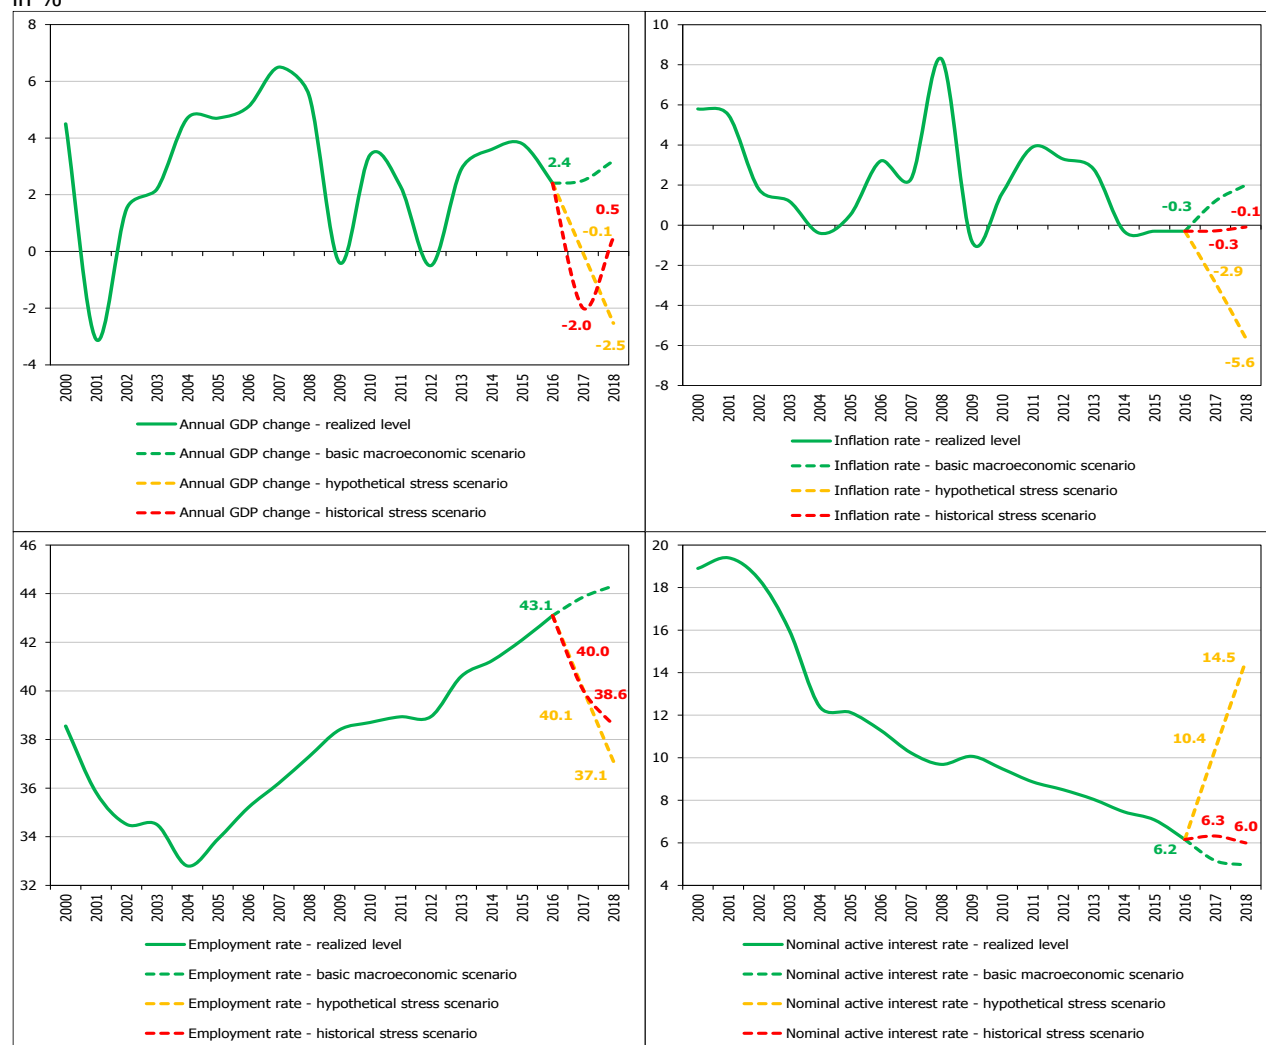 in %
8
6
4
2
0
-2
-4
2.4
0.5
-0.1
-2.0
-2.5
2000 2001 2002 2003 2004 2005 2006 2007 2008 2009 2010 2011 2012 2013 2014 2015 2016 2017 2018
Annual GDP change - realized level
Annual GDP change - basic macroeconomic scenario
Annual GDP change - hypothetical stress scenario
Annual GDP change - historical stress scenario
10
8
6
4
2
0
-2
-4
-6
-8
-0.3
-0.1
-0.3
-2.9
-5.6
2000 2001 2002 2003 2004 2005 2006 2007 2008 2009 2010 2011 2012 2013 2014 2015 2016 2017 2018
Inflation rate - realized level
Inflation rate - basic macroeconomic scenario
Inflation rate - hypothetical stress scenario
Inflation rate - historical stress scenario
46
44
42
40
38
36
34
32
43.1
40.0
38.6
40.1
37.1
2000 2001 2002 2003 2004 2005 2006 2007 2008 2009 2010 2011 2012 2013 2014 2015 2016 2017 2018
Employment rate - realized level
Employment rate - basic macroeconomic scenario
Employment rate - hypothetical stress scenario
Employment rate - historical stress scenario
20
18
16
14
12
10
8
6
4
14.5
10.4
6.3
6.0
6.2
2000 2001 2002 2003 2004 2005 2006 2007 2008 2009 2010 2011 2012 2013 2014 2015 2016 2017 2018
Nominal active interest rate - realized level
Nominal active interest rate - basic macroeconomic scenario
Nominal active interest rate - hypothetical stress scenario
Nominal active interest rate - historical stress scenario